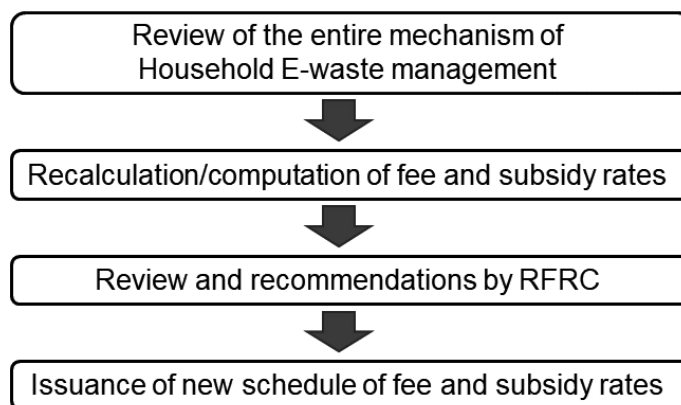 Review of the entire mechanism of
Household E-waste management
Recalculation/computation of fee and subsidy rates
Review and recommendations by RFRC
Issuance of new schedule of fee and subsidy rates